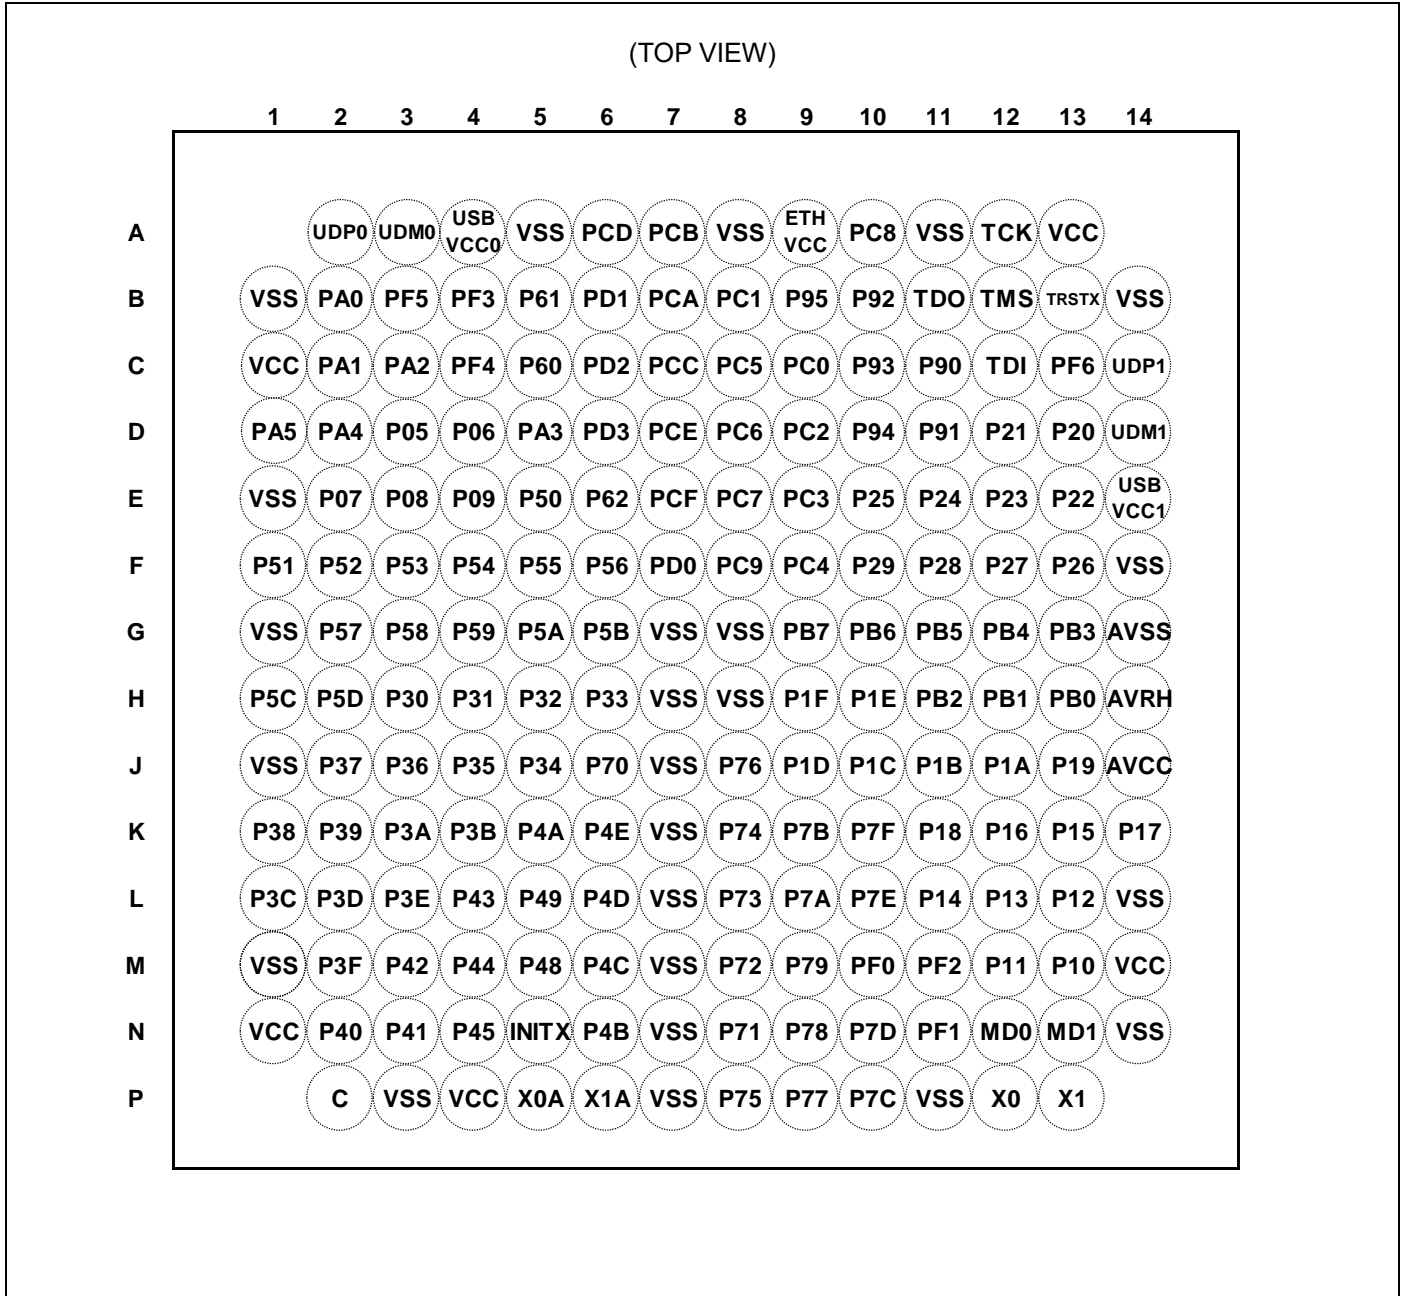 (TOP VIEW)
1 2 3 4 5 6 7 8 9 10 11 12 13 14
A UDP0 UDM0 USB VCC0 VSS PCD PCB VSS ETH VCC PC8 VSS TCK VCC
B VSS PA0 PF5 PF3 P61 PD1 PCA PC1 P95 P92 TDO TMS TRSTX VSS
C VCC PA1 PA2 PF4 P60 PD2 PCC PC5 PC0 P93 P90 TDI PF6 UDP1
D PA5 PA4 P05 P06 PA3 PD3 PCE PC6 PC2 P94 P91 P21 P20 UDM1
E VSS P07 P08 P09 P50 P62 PCF PC7 PC3 P25 P24 P23 P22 USB VCC1
F P51 P52 P53 P54 P55 P56 PD0 PC9 PC4 P29 P28 P27 P26 VSS
G VSS P57 P58 P59 P5A P5B VSS VSS PB7 PB6 PB5 PB4 PB3 AVSS
H P5C P5D P30 P31 P32 P33 VSS VSS P1F P1E PB2 PB1 PB0 AVRH
J VSS P37 P36 P35 P34 P70 VSS P76 P1D P1C P1B P1A P19 AVCC
K P38 P39 P3A P3B P4A P4E VSS P74 P7B P7F P18 P16 P15 P17
L P3C P3D P3E P43 P49 P4D VSS P73 P7A P7E P14 P13 P12 VSS
M VSS P3F P42 P44 P48 P4C VSS P72 P79 PF0 PF2 P11 P10 VCC
N VCC P40 P41 P45 INITX P4B VSS P71 P78 P7D PF1 MD0 MD1 VSS
P C VSS VCC X0A X1A VSS P75 P77 P7C VSS X0 X1